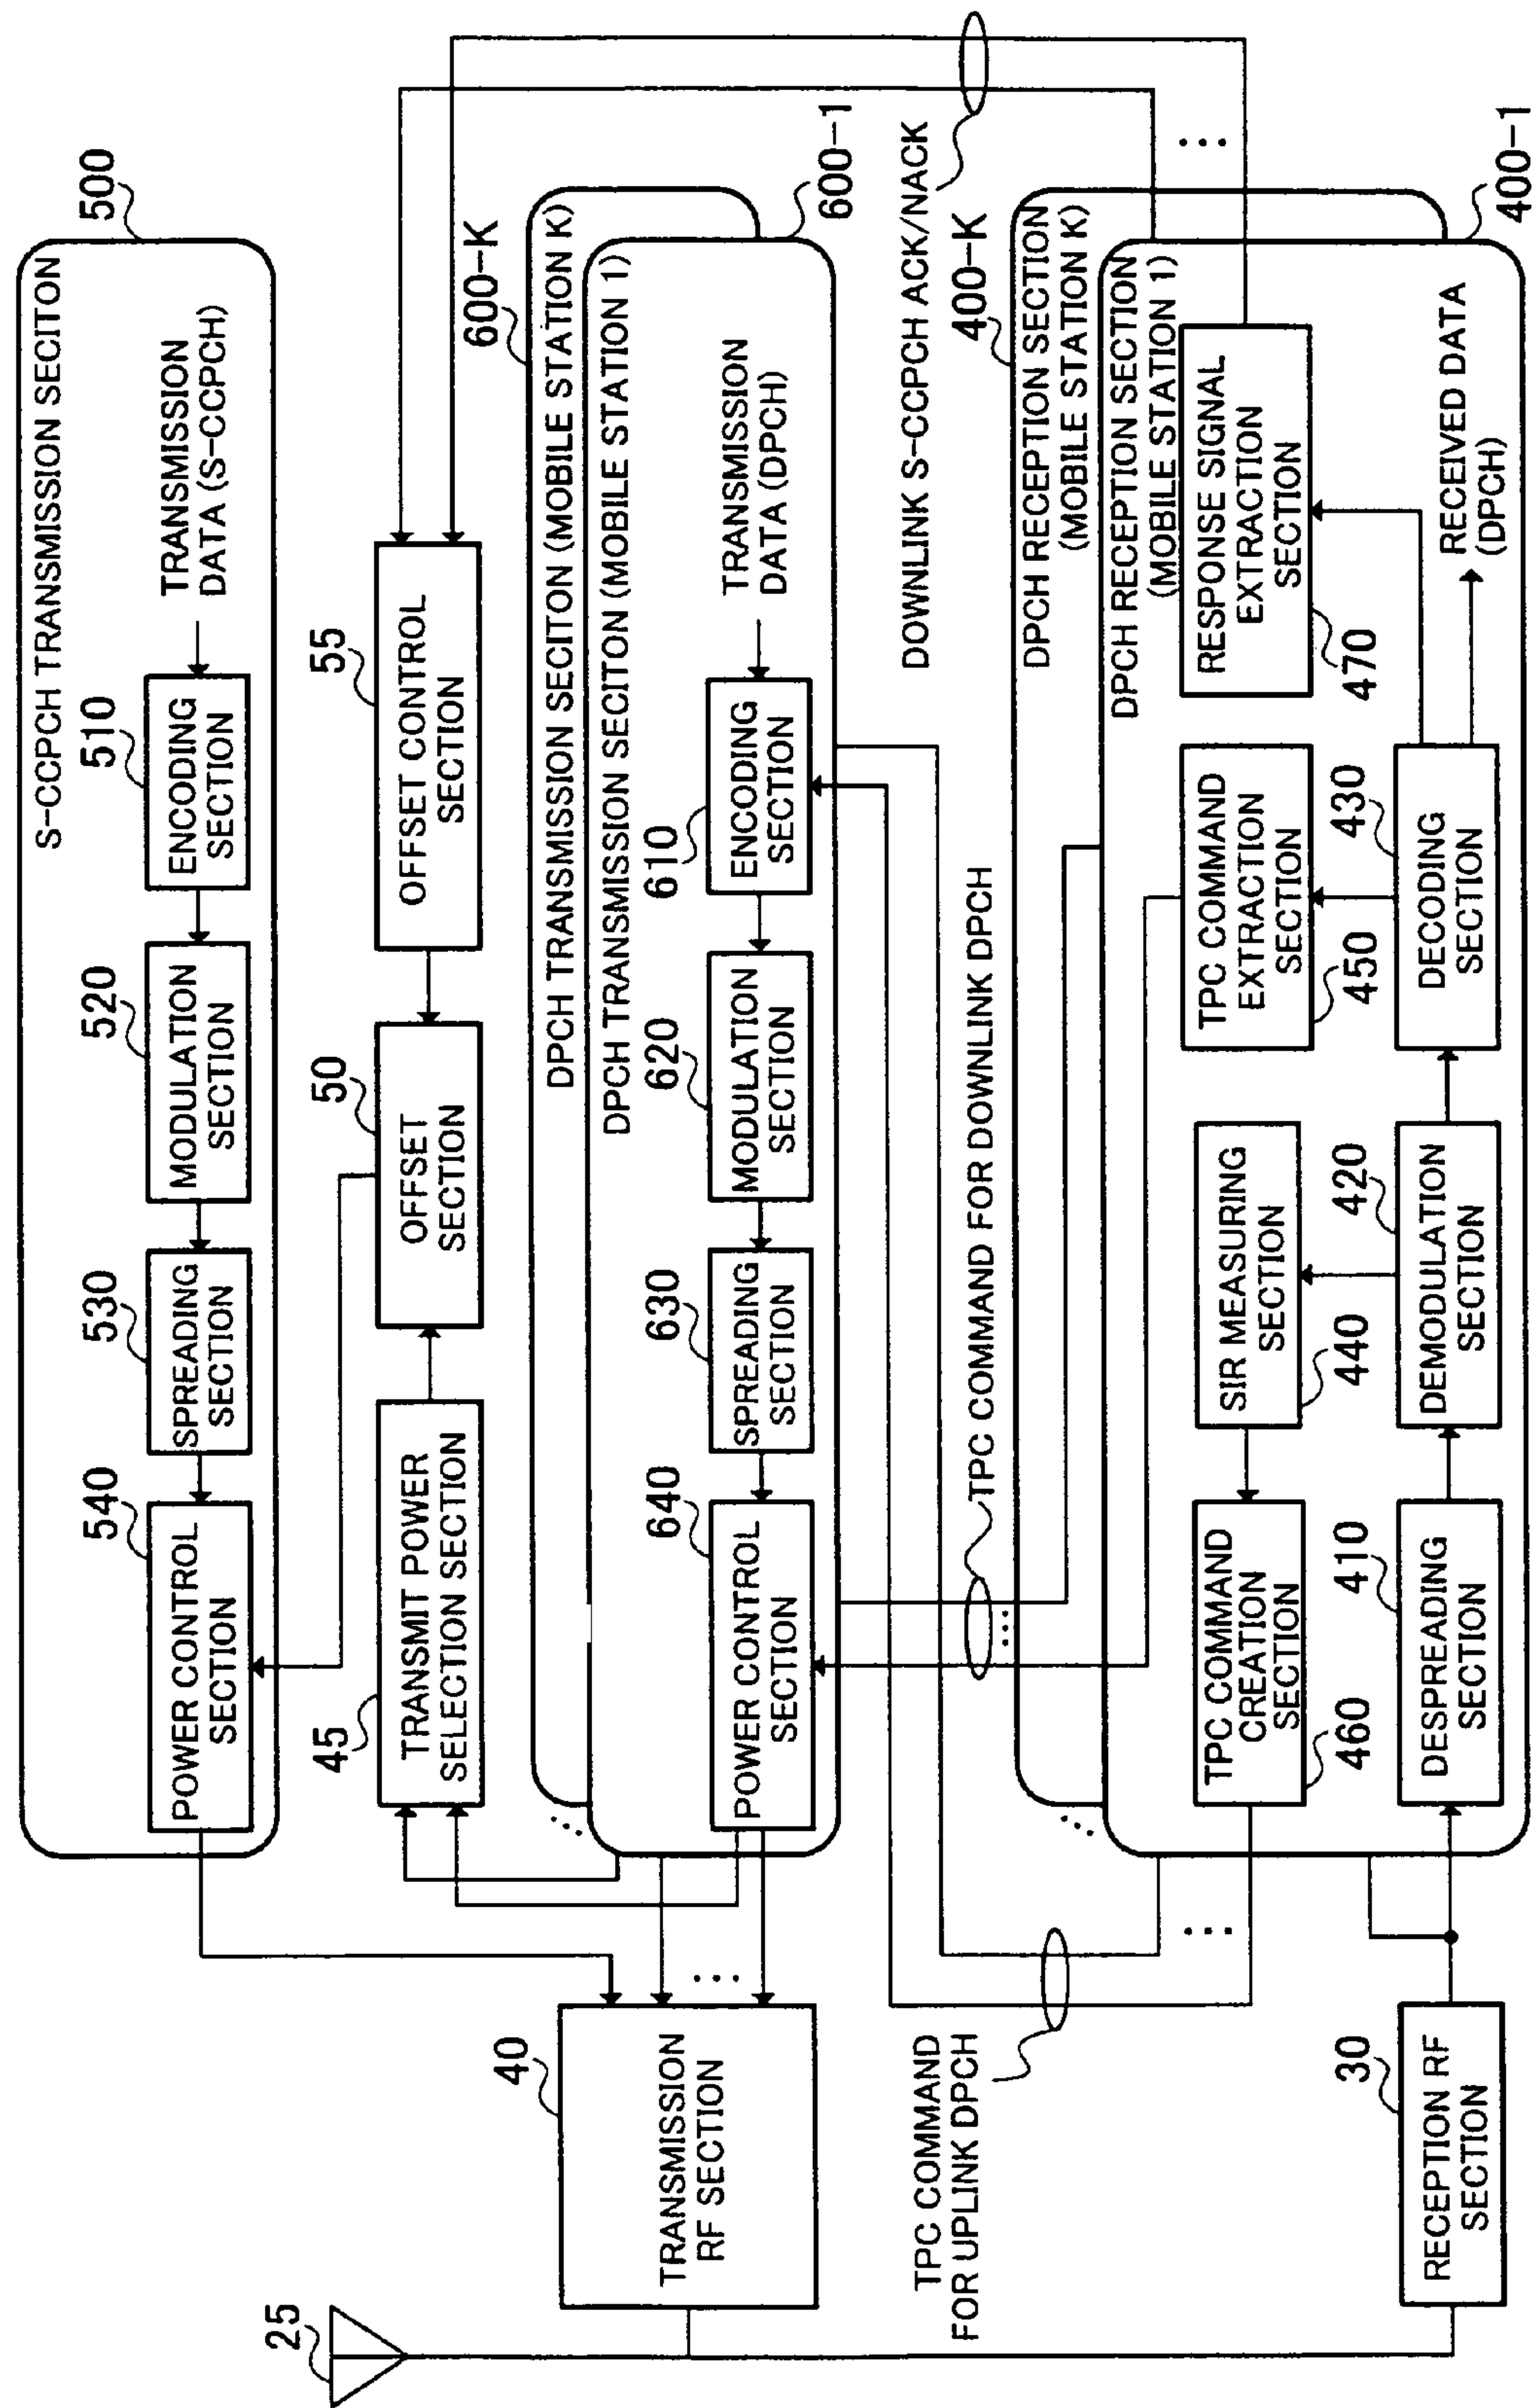 500
S-CCPCH TRANSMISSION SECITON
540
530
520
510
POWER CONTROL
SECTION
SPREADING
SECTION
MODULATION
SECTION
ENCODING
SECTION
TRANSMISSION
DATA (S-CCPCH)
45
TRANSMIT POWER
SELECTION SECTION
50
OFFSET
SECTION
55
OFFSET CONTROL
SECTION
600-K
DPCH TRANSMISSION SECITON (MOBILE STATION K)
DPCH TRANSMISSION SECITON (MOBILE STATION 1)
600-1
640
630
620
610
POWER CONTROL
SECTION
SPREADING
SECTION
MODULATION
SECTION
ENCODING
SECTION
TRANSMISSION
DATA (DPCH)
25
40
TRANSMISSION
RF SECTION
TPC COMMAND
FOR UPLINK DPCH
TPC COMMAND FOR DOWNLINK DPCH
DOWNLINK S-CCPCH ACK/NACK
400-K
DPCH RECEPTION SECTION
(MOBILE STATION K)
DPCH RECEPTION SECTION
(MOBILE STATION 1)
400-1
TPC COMMAND
CREATION
SECTION
460
SIR MEASURING
SECTION
440
TPC COMMAND
EXTRACTION
SECTION
450
RESPONSE SIGNAL
EXTRACTION
SECTION
470
30
RECEPTION RF
SECTION
410
DESPREADING
SECTION
420
DEMODULATION
SECTION
430
DECODING
SECTION
RECEIVED DATA
(DPCH)